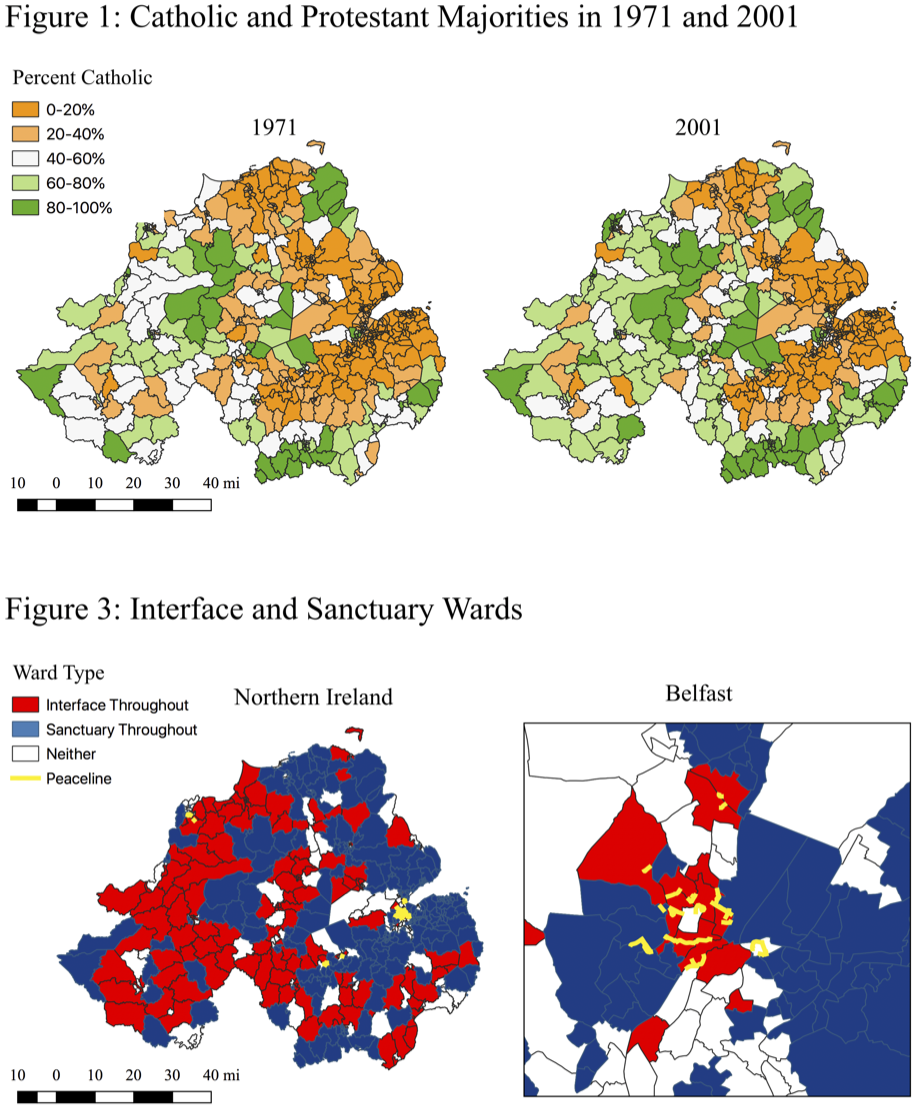 Figure 1: Catholic and Protestant Majorities in 1971 and 2001
Percent Catholic
0-20%
20-40%
40-60%
60-80%
80-100%
1971
2001
10 0 10 20 30 40 mi
Figure 3: Interface and Sanctuary Wards
Ward Type
Interface Throughout
Sanctuary Throughout
Neither
Peaceline
Northern Ireland
Belfast
10 0 10 20 30 40 mi